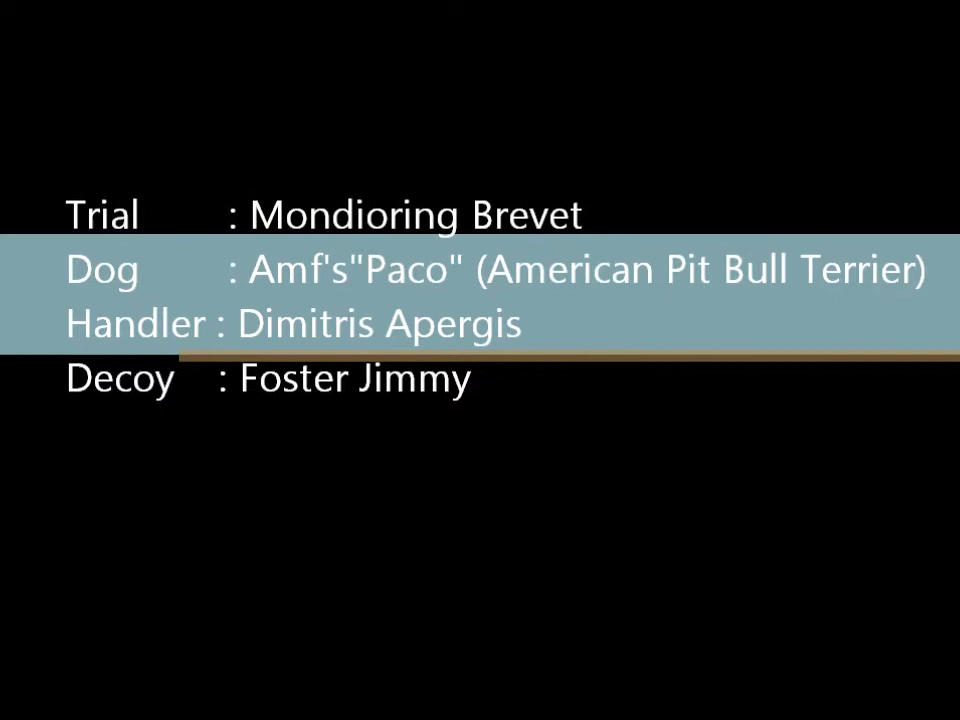 Trial : Mondioring Brevet
Dog : Amf's"Paco" (American Pit Bull Terrier)
Handler : Dimitris Apergis
Decoy : Foster Jimmy